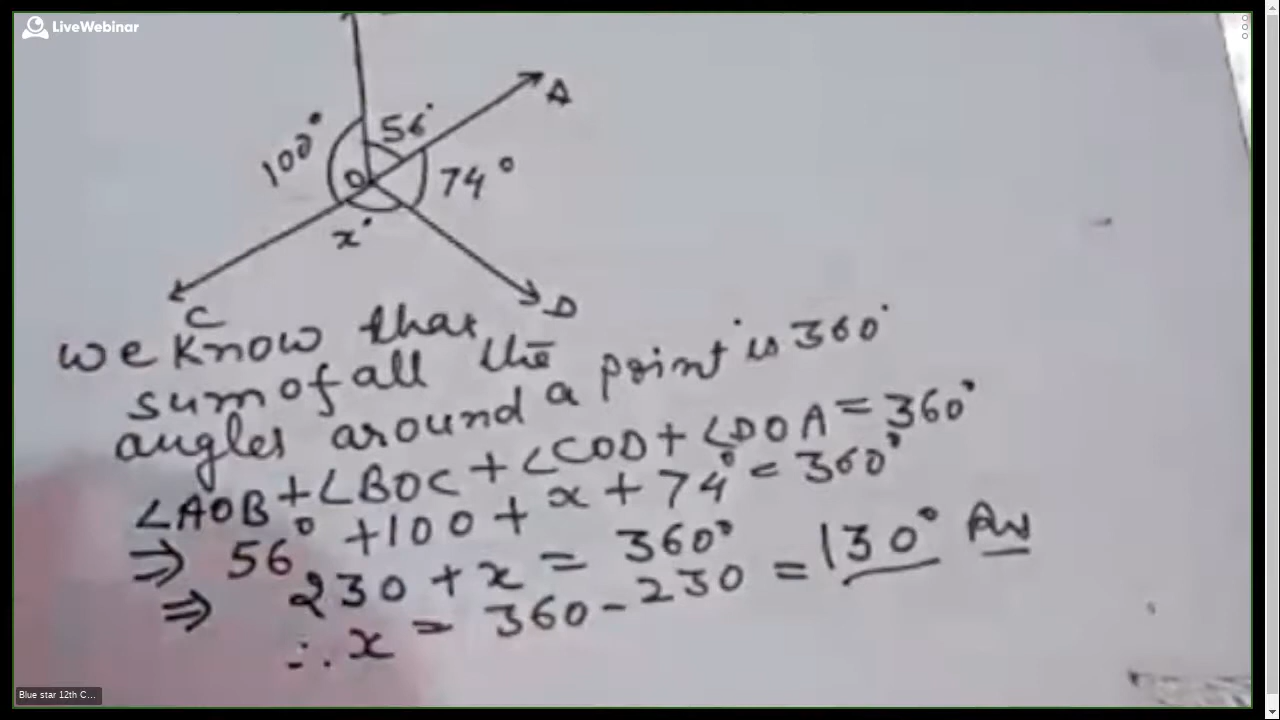 LiveWebinar
A
56°
100°
O
74°
x°
C
D
we know that
sum of all the
angles around a point is 360°
∠AOB + ∠BOC + ∠COD + ∠DOA = 360°
⇒ 56° + 100 + x + 74° = 360°
⇒ 230 + x = 360°
∴ x = 360 - 230 = 130° Ans
Blue star 12th C...